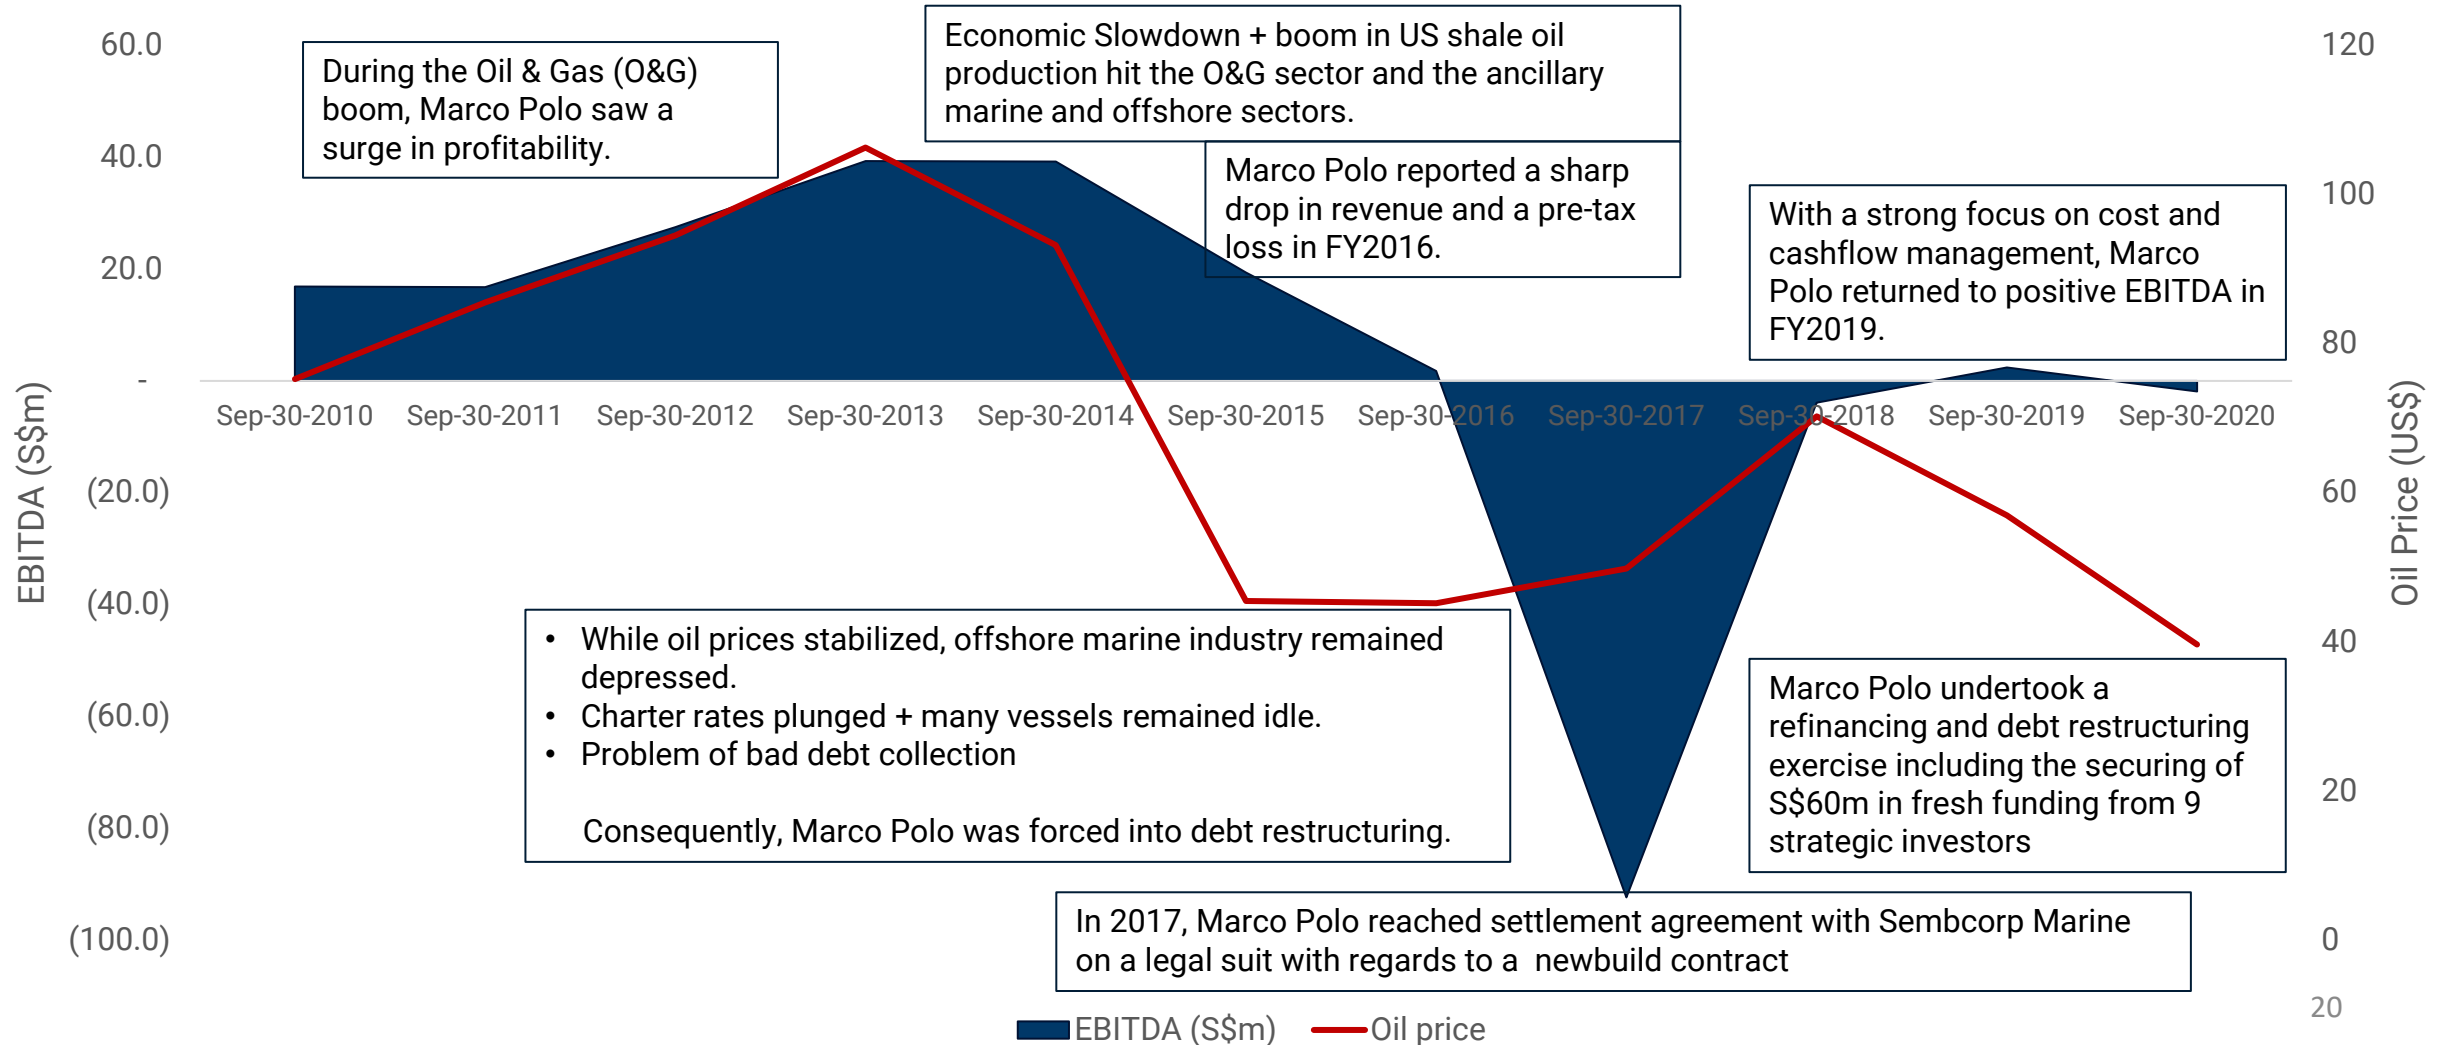 60.0
40.0
20.0
-
(20.0)
(40.0)
(60.0)
(80.0)
(100.0)
EBITDA (S$m)
During the Oil & Gas (O&G)
boom, Marco Polo saw a
surge in profitability.
Economic Slowdown + boom in US shale oil
production hit the O&G sector and the ancillary
marine and offshore sectors.
Marco Polo reported a sharp
drop in revenue and a pre-tax
loss in FY2016.
With a strong focus on cost and
cashflow management, Marco
Polo returned to positive EBITDA in
FY2019.
Sep-30-2010 Sep-30-2011 Sep-30-2012 Sep-30-2013 Sep-30-2014 Sep-30-2015 Sep-30-2016 Sep-30-2017 Sep-30-2018 Sep-30-2019 Sep-30-2020
• While oil prices stabilized, offshore marine industry remained
depressed.
• Charter rates plunged + many vessels remained idle.
• Problem of bad debt collection
Consequently, Marco Polo was forced into debt restructuring.
Marco Polo undertook a
refinancing and debt restructuring
exercise including the securing of
S$60m in fresh funding from 9
strategic investors
In 2017, Marco Polo reached settlement agreement with Sembcorp Marine
on a legal suit with regards to a newbuild contract
120
100
80
60
40
20
0
Oil Price (US$)
EBITDA (S$m) Oil price
20